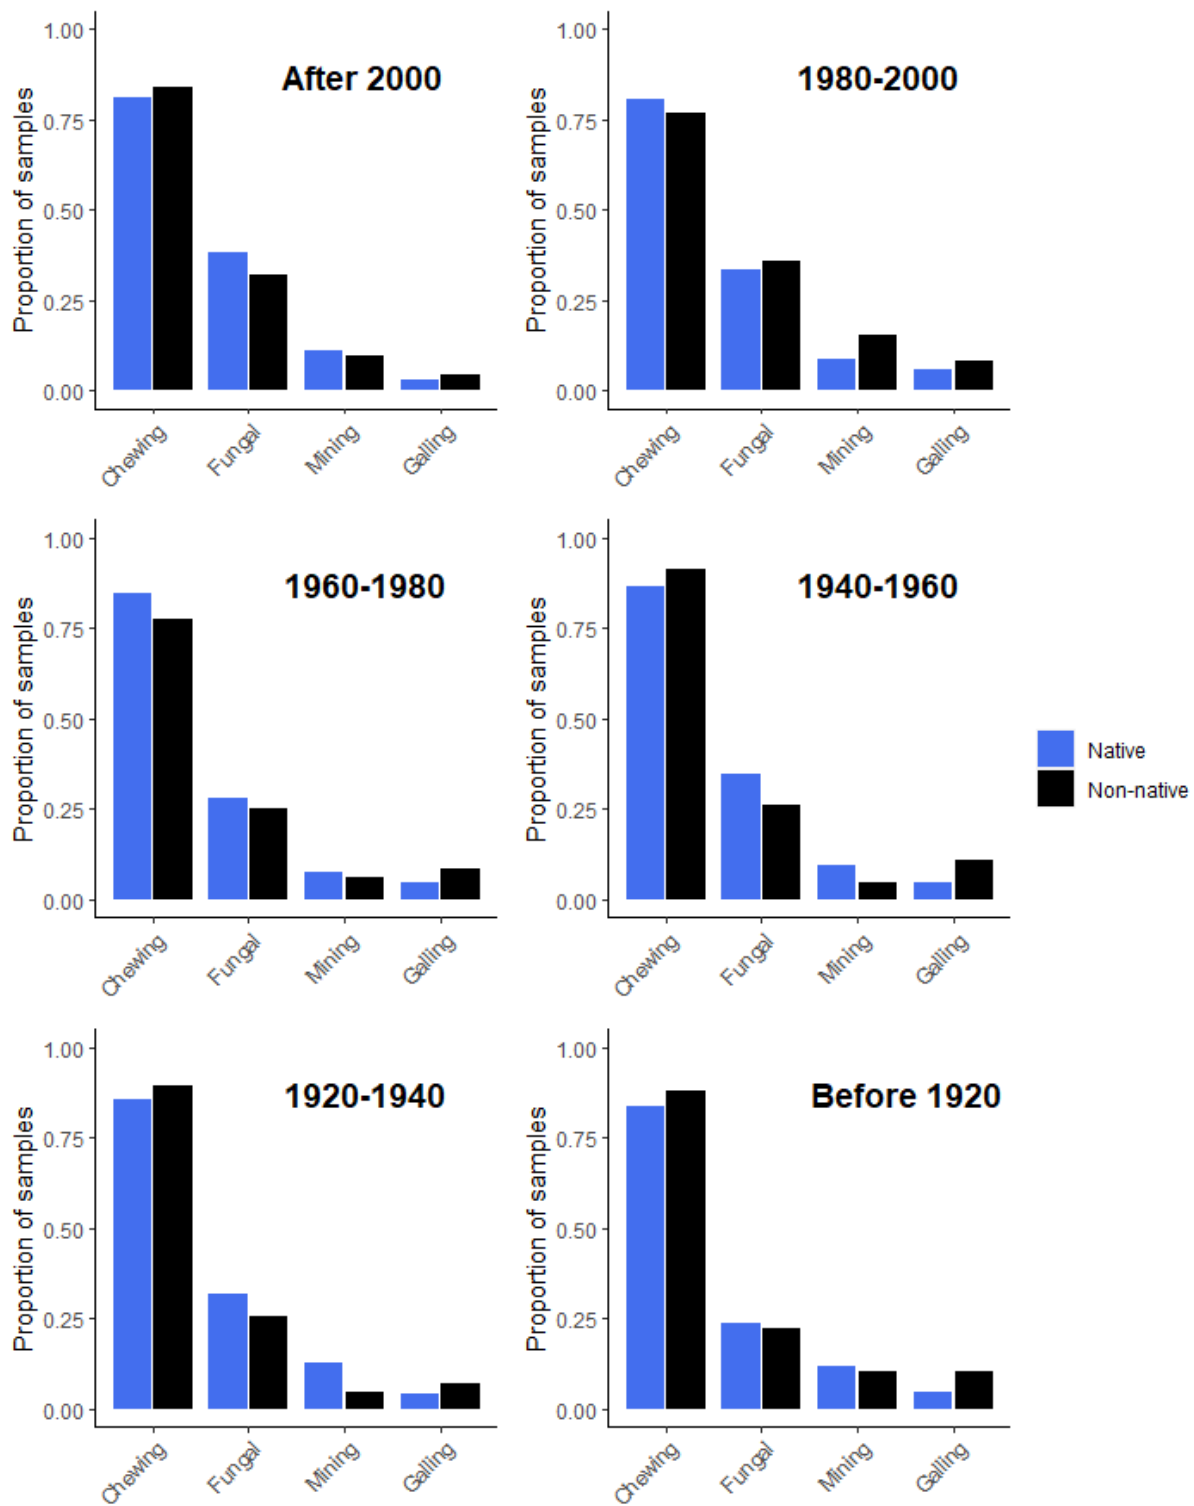 After 2000
Proportion of samples
1.00
0.75
0.50
0.25
0.00
Chewing
Fungal
Mining
Galling
1980-2000
Proportion of samples
1.00
0.75
0.50
0.25
0.00
Chewing
Fungal
Mining
Galling
1960-1980
Proportion of samples
1.00
0.75
0.50
0.25
0.00
Chewing
Fungal
Mining
Galling
1940-1960
Proportion of samples
1.00
0.75
0.50
0.25
0.00
Chewing
Fungal
Mining
Galling
Native
Non-native
1920-1940
Proportion of samples
1.00
0.75
0.50
0.25
0.00
Chewing
Fungal
Mining
Galling
Before 1920
Proportion of samples
1.00
0.75
0.50
0.25
0.00
Chewing
Fungal
Mining
Galling